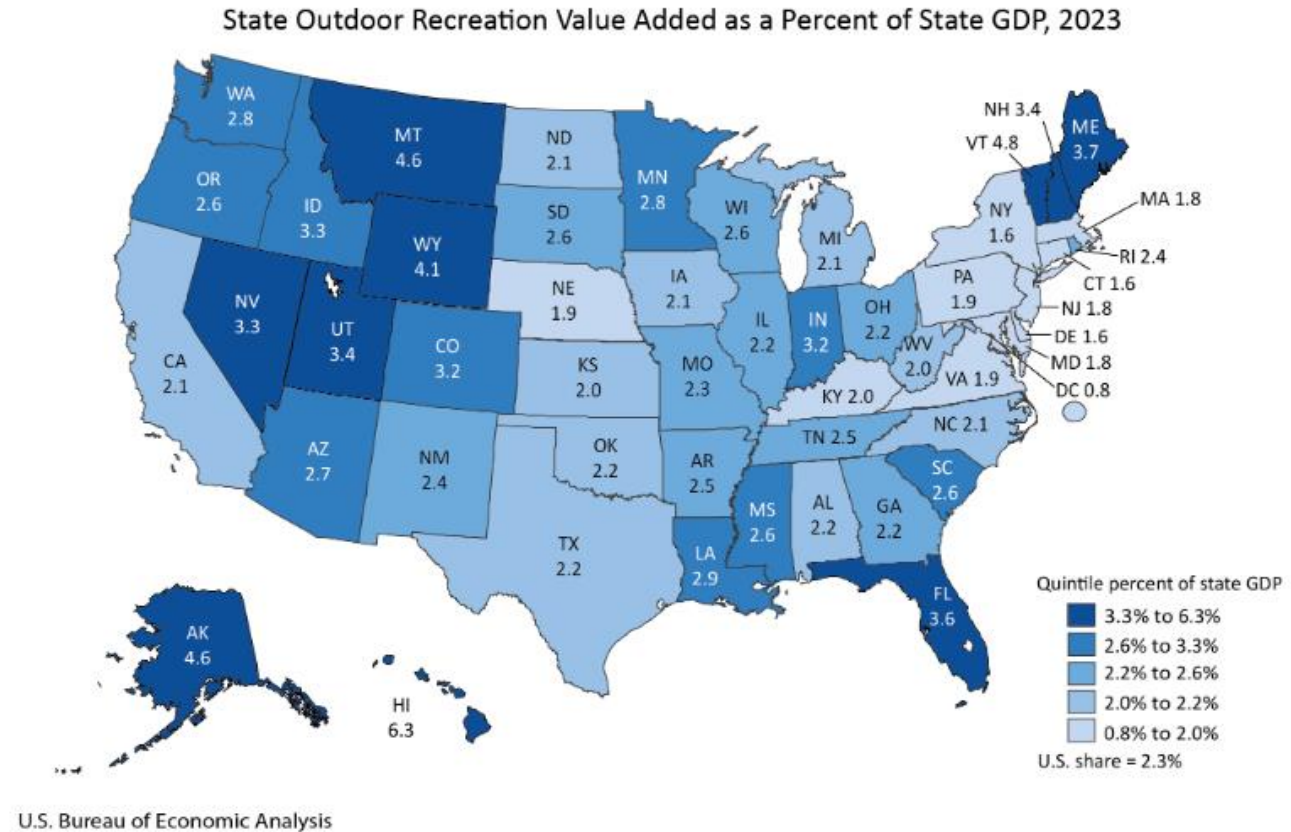 State Outdoor Recreation Value Added as a Percent of State GDP, 2023
WA
2.8
MT
4.6
ND
2.1
MN
2.8
NH 3.4
VT 4.8
ME
3.7
OR
2.6
ID
3.3
SD
2.6
WI
2.6
MI
2.1
NY
1.6
MA 1.8
RI 2.4
CT 1.6
WY
4.1
NE
1.9
IA
2.1
PA
1.9
NJ 1.8
DE 1.6
MD 1.8
DC 0.8
NV
3.3
UT
3.4
CO
3.2
KS
2.0
MO
2.3
IL
2.2
IN
3.2
OH
2.2
WV
2.0
VA 1.9
KY 2.0
CA
2.1
AZ
2.7
NM
2.4
OK
2.2
AR
2.5
TN 2.5
NC 2.1
SC
2.6
TX
2.2
LA
2.9
MS
2.6
AL
2.2
GA
2.2
FL
3.6
AK
4.6
HI
6.3
Quintile percent of state GDP
3.3% to 6.3%
2.6% to 3.3%
2.2% to 2.6%
2.0% to 2.2%
0.8% to 2.0%
U.S. share = 2.3%
U.S. Bureau of Economic Analysis